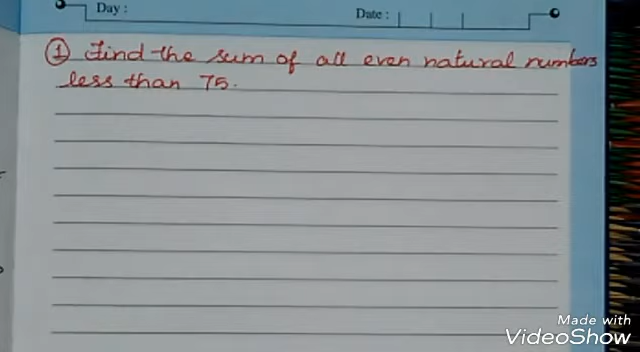 Day :
Date :
① Find the sum of all even natural numbers
less than 75.
Made with
VideoShow